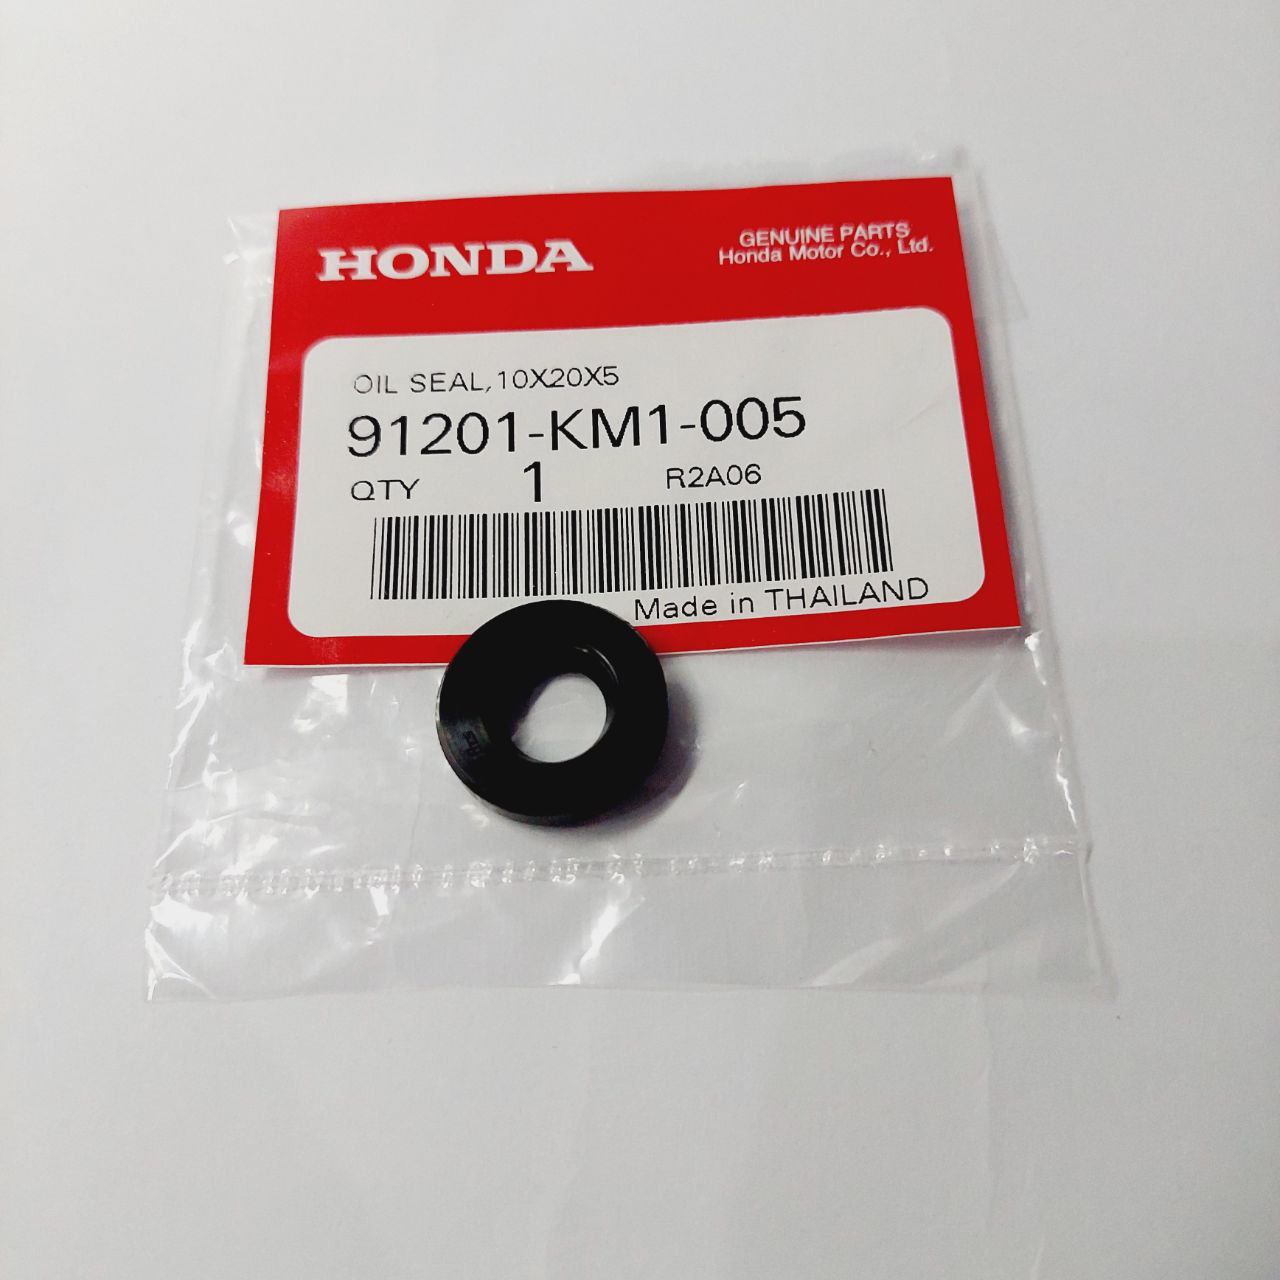 HONDA
GENUINE PARTS
Honda Motor Co., Ltd.
OIL SEAL,10X20X5
91201-KM1-005
QTY 1 R2A06
Made in THAILAND